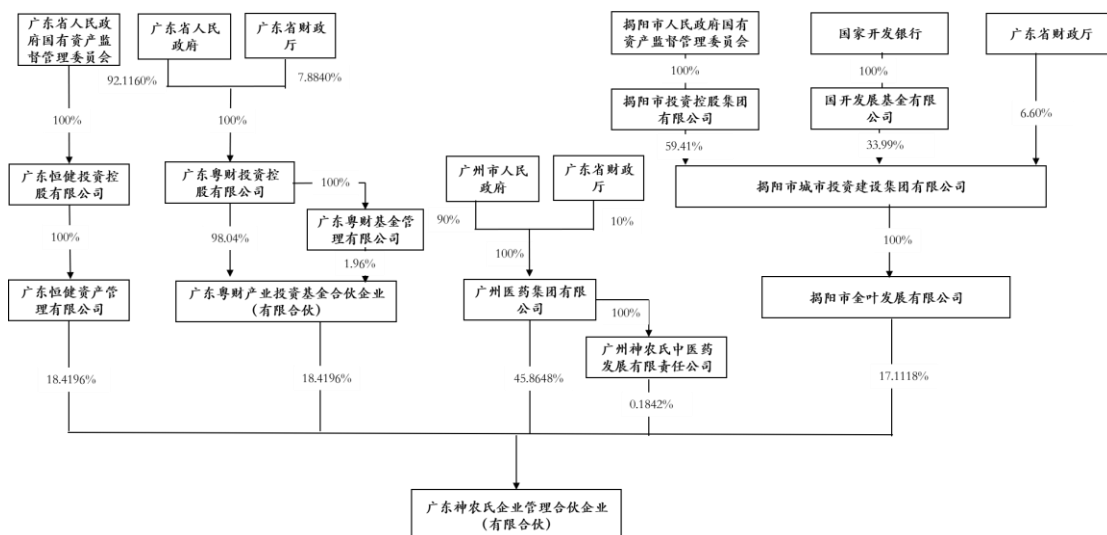 广东省人民政
府国有资产监
督管理委员会
广东省人民
政府
广东省财政
厅
揭阳市人民政府国有
资产监督管理委员会
国家开发银行
广东省财政厅
92.1160%
7.8840%
100%
100%
100%
100%
揭阳市投资控股集团
有限公司
国开发展基金有限
公司
6.60%
59.41%
33.99%
广东恒健投资控
股有限公司
广东粤财投资控
股有限公司
100%
广州市人民
政府
广东省财政
厅
揭阳市城市投资建设集团有限公司
广东粤财基金管
理有限公司
100%
98.04%
90%
10%
100%
100%
1.96%
广东恒健资产管
理有限公司
广东粤财产业投资基金合伙企业
（有限合伙）
广州医药集团有限公
司
揭阳市金叶发展有限公司
100%
广州神农氏中医药
发展有限责任公司
18.4196%
18.4196%
45.8648%
17.1118%
0.1842%
广东神农氏企业管理合伙企业
（有限合伙）